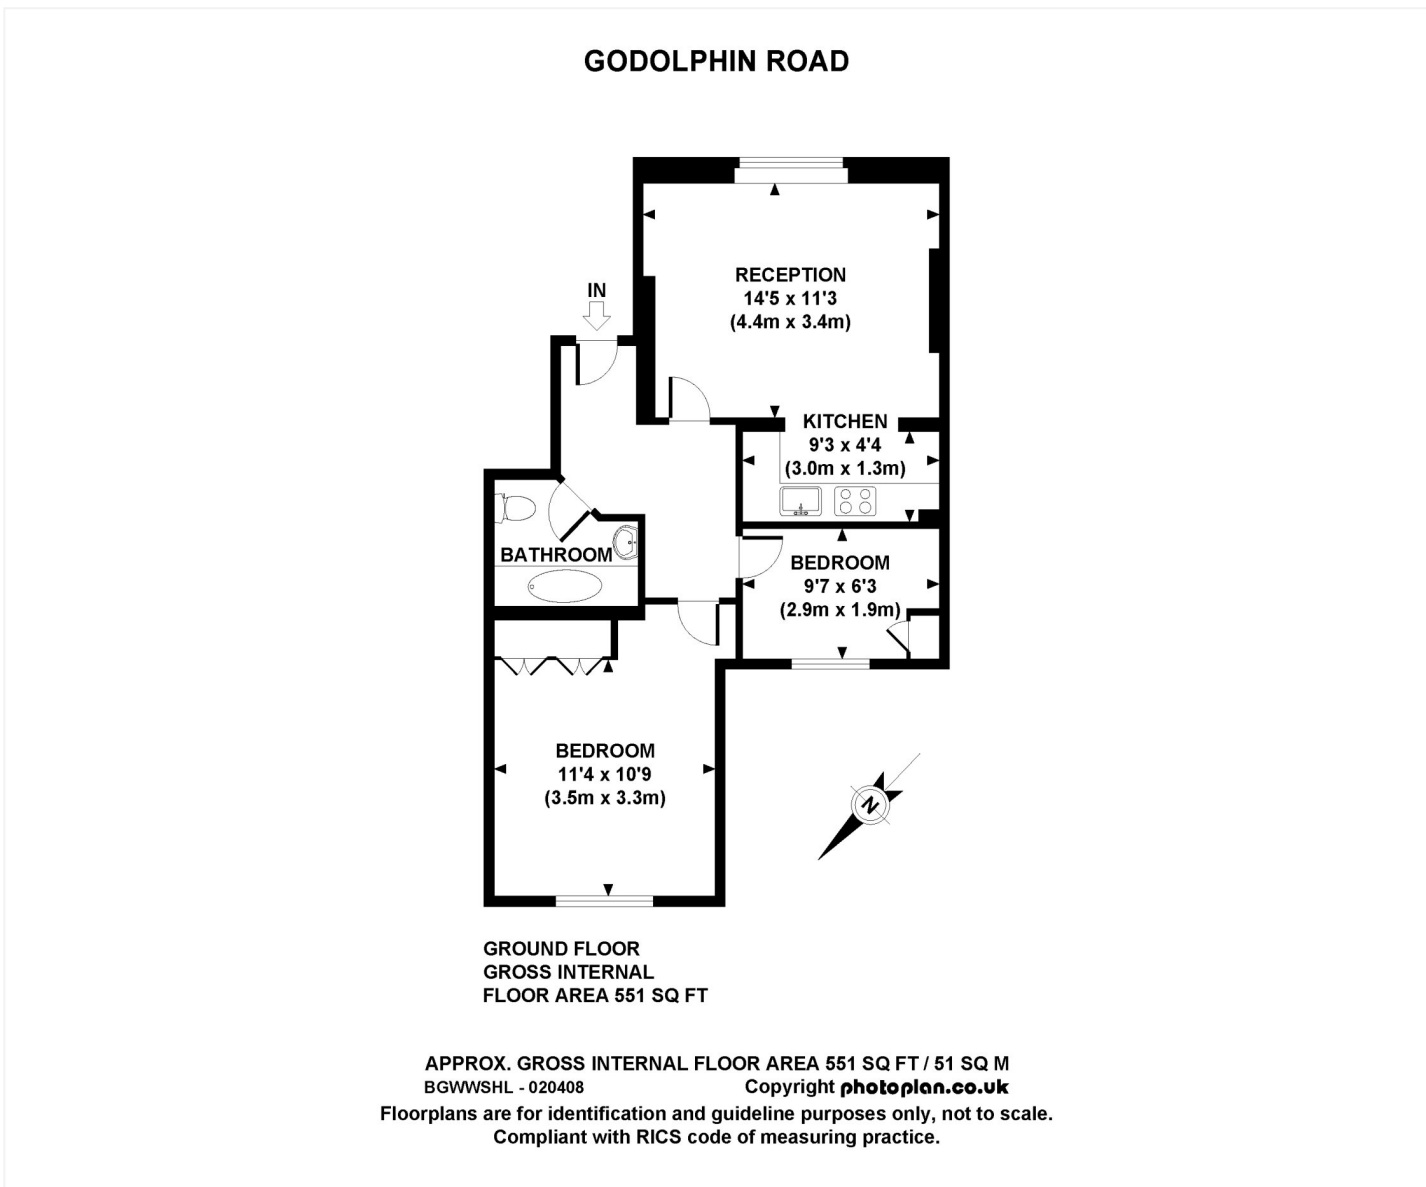 GODOLPHIN ROAD
RECEPTION
14'5 x 11'3
(4.4m x 3.4m)
IN
KITCHEN
9'3 x 4'4
(3.0m x 1.3m)
BATHROOM
BEDROOM
9'7 x 6'3
(2.9m x 1.9m)
BEDROOM
11'4 x 10'9
(3.5m x 3.3m)
N
GROUND FLOOR
GROSS INTERNAL
FLOOR AREA 551 SQ FT
APPROX. GROSS INTERNAL FLOOR AREA 551 SQ FT / 51 SQ M
BGWWSHL - 020408 Copyright photoplan.co.uk
Floorplans are for identification and guideline purposes only, not to scale.
Compliant with RICS code of measuring practice.